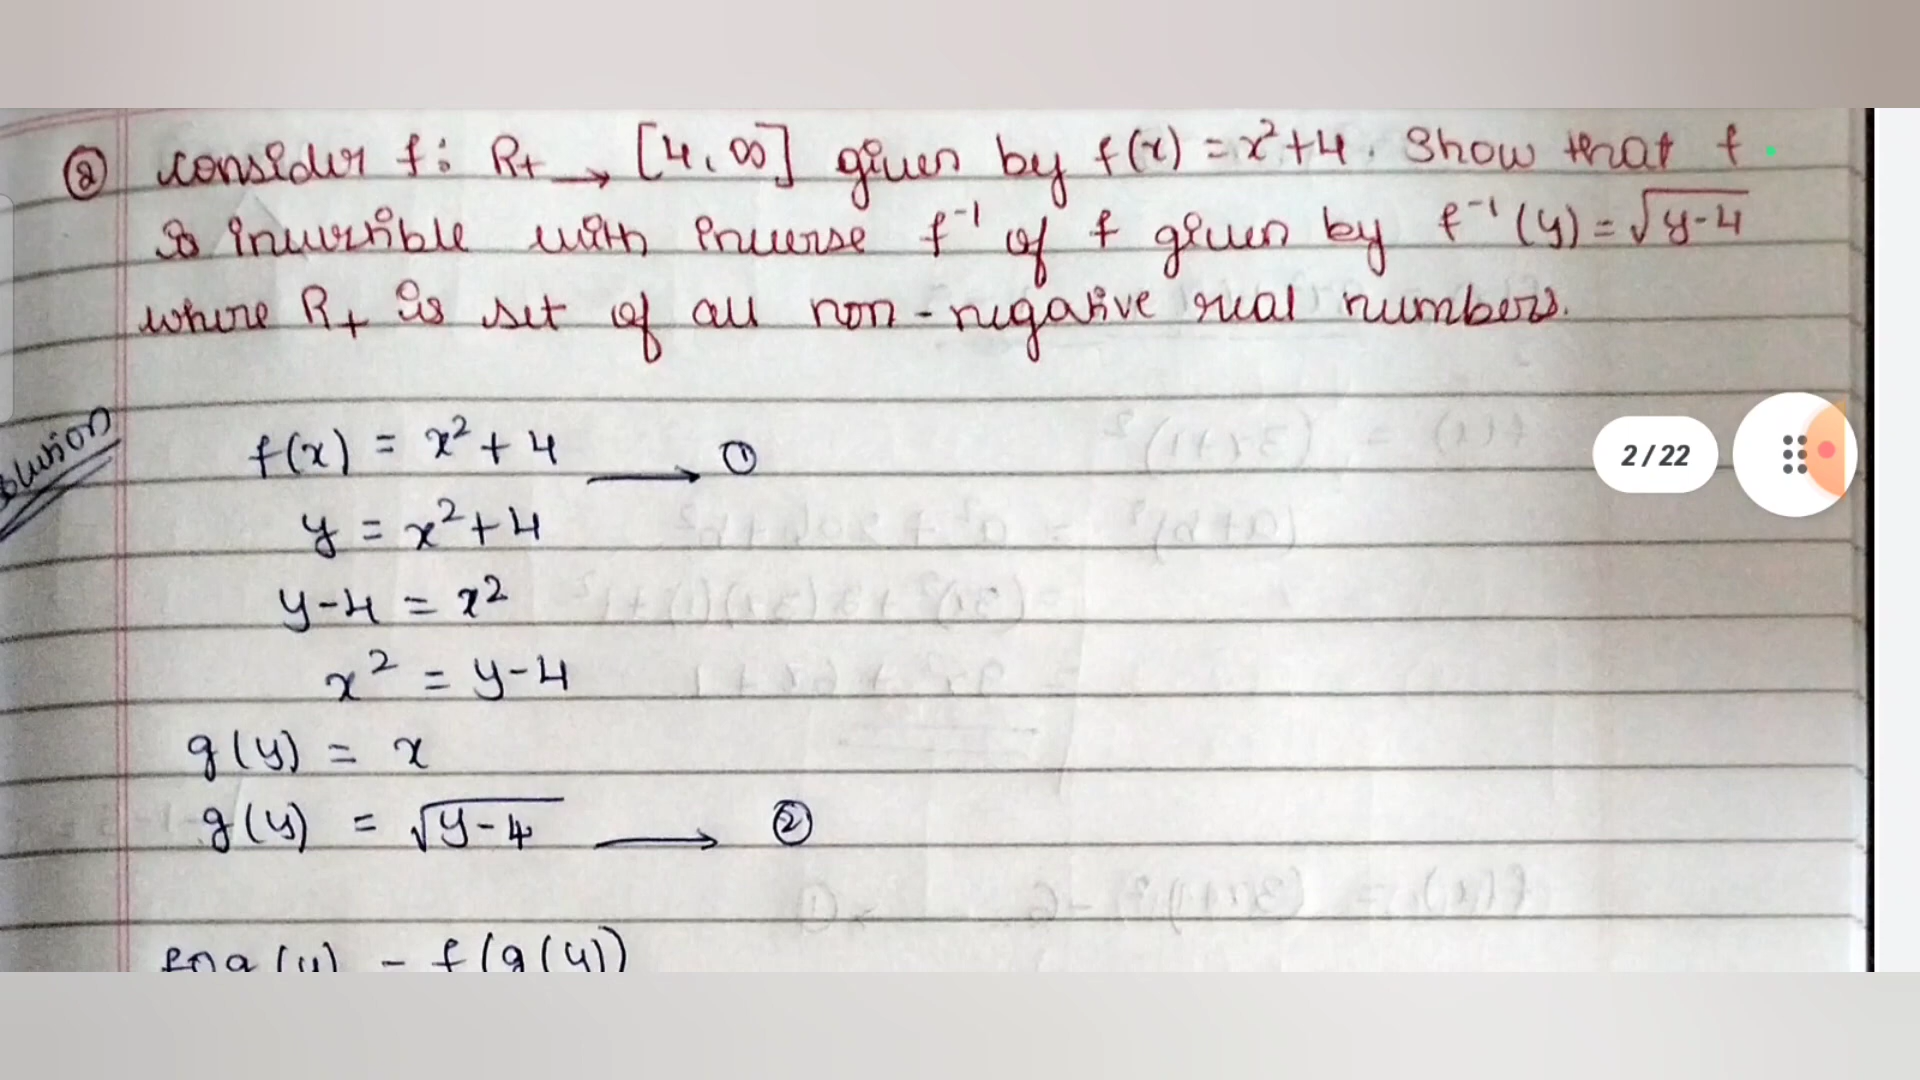 ② consider f: R+ → [4, ∞] given by f(x) = x²+4. Show that f
is invertible with inverse f⁻¹ of f given by f⁻¹(y) = √y-4
where R+ is set of all non-negative real numbers.
f(x) = x² + 4 → ①
y = x² + 4
2/22
y-4 = x²
x² = y-4
g(y) = x
g(y) = √y-4 → ②
fog(y) = f(g(y))